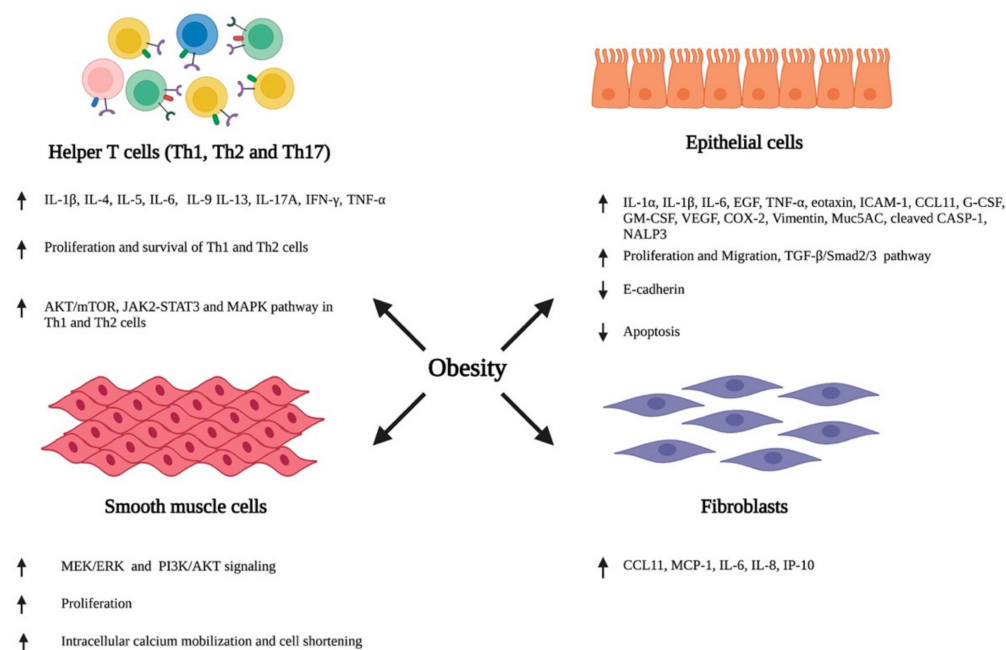 Helper T cells (Th1, Th2 and Th17)
IL-1β, IL-4, IL-5, IL-6, IL-9 IL-13, IL-17A, IFN-γ, TNF-α
Proliferation and survival of Th1 and Th2 cells
AKT/mTOR, JAK2-STAT3 and MAPK pathway in
Th1 and Th2 cells
Epithelial cells
IL-1α, IL-1β, IL-6, EGF, TNF-α, eotaxin, ICAM-1, CCL11, G-CSF,
GM-CSF, VEGF, COX-2, Vimentin, Muc5AC, cleaved CASP-1,
NALP3
Proliferation and Migration, TGF-β/Smad2/3 pathway
E-cadherin
Apoptosis
Obesity
Smooth muscle cells
MEK/ERK and PI3K/AKT signaling
Proliferation
Intracellular calcium mobilization and cell shortening
Fibroblasts
CCL11, MCP-1, IL-6, IL-8, IP-10